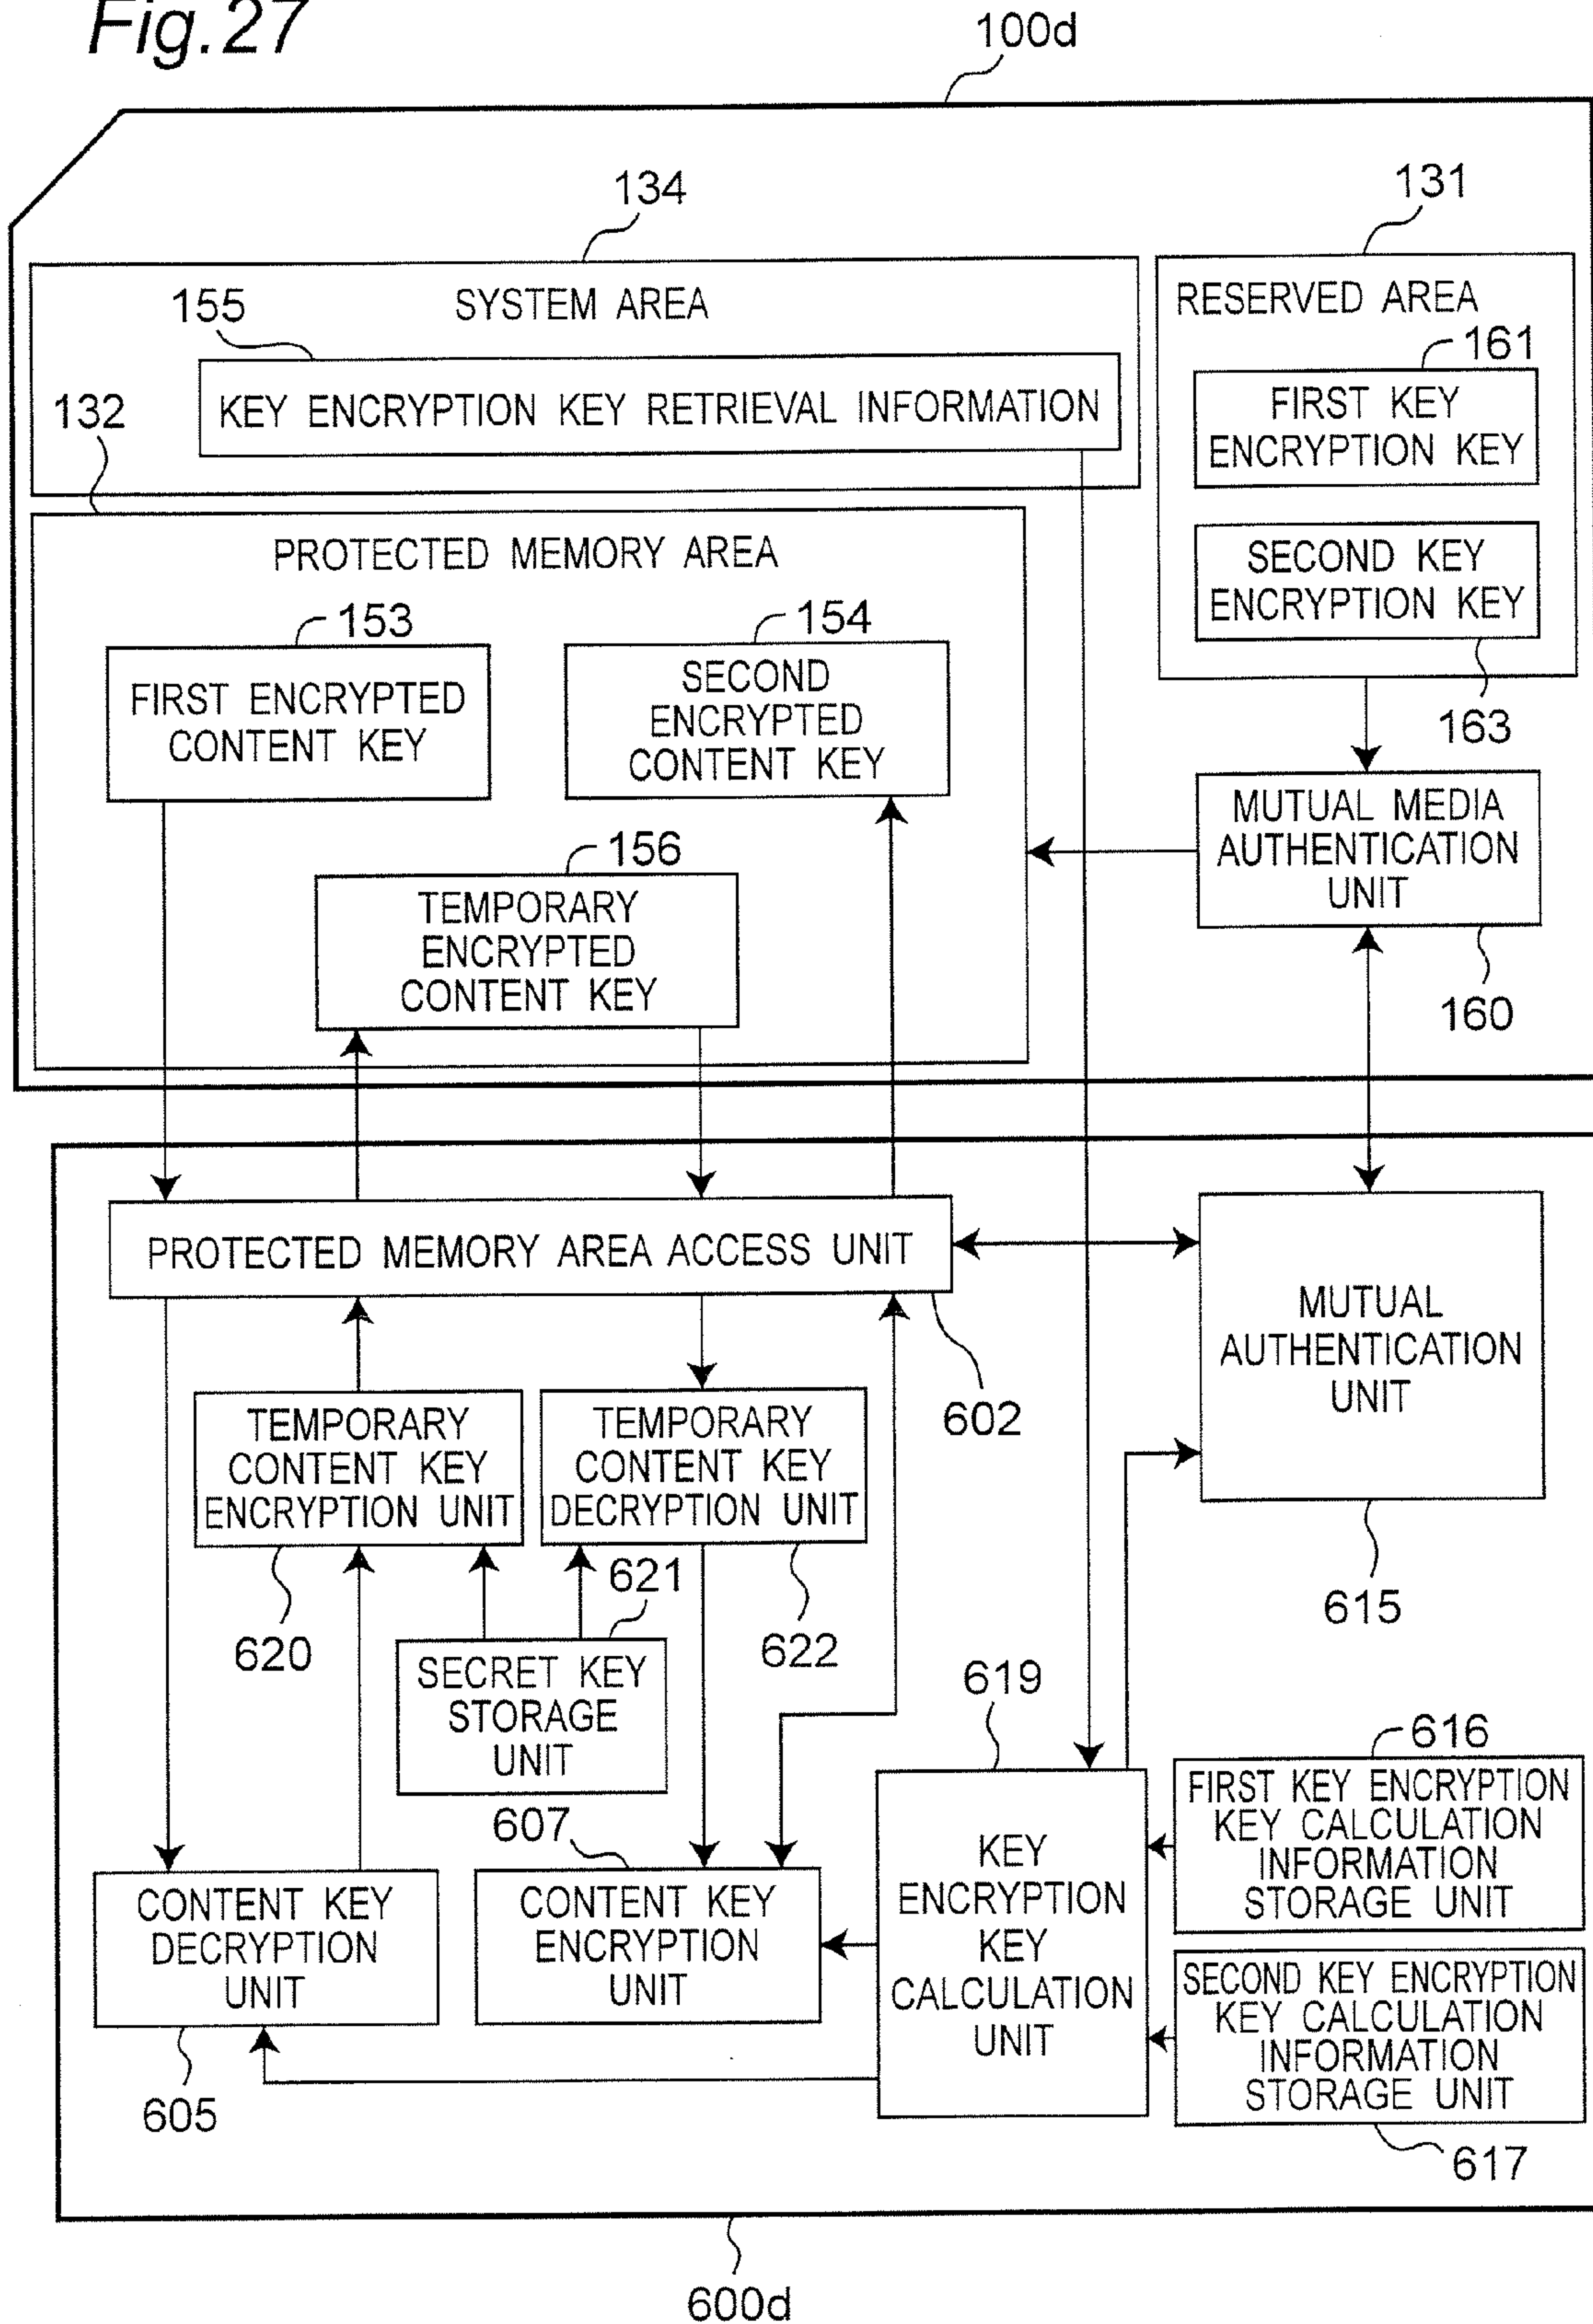 Fig.27
100d
134
131
155
SYSTEM AREA
RESERVED AREA
161
132
KEY ENCRYPTION KEY RETRIEVAL INFORMATION
FIRST KEY
ENCRYPTION KEY
PROTECTED MEMORY AREA
SECOND KEY
ENCRYPTION KEY
153
154
FIRST ENCRYPTED
CONTENT KEY
SECOND
ENCRYPTED
CONTENT KEY
163
156
MUTUAL MEDIA
AUTHENTICATION
UNIT
TEMPORARY
ENCRYPTED
CONTENT KEY
160
PROTECTED MEMORY AREA ACCESS UNIT
MUTUAL
AUTHENTICATION
UNIT
602
TEMPORARY
CONTENT KEY
ENCRYPTION UNIT
TEMPORARY
CONTENT KEY
DECRYPTION UNIT
621
615
620
622
SECRET KEY
STORAGE
UNIT
619
616
607
FIRST KEY ENCRYPTION
KEY CALCULATION
INFORMATION
STORAGE UNIT
CONTENT KEY
DECRYPTION
UNIT
CONTENT KEY
ENCRYPTION
UNIT
KEY
ENCRYPTION
KEY
CALCULATION
UNIT
SECOND KEY ENCRYPTION
KEY CALCULATION
INFORMATION
STORAGE UNIT
605
617
600d